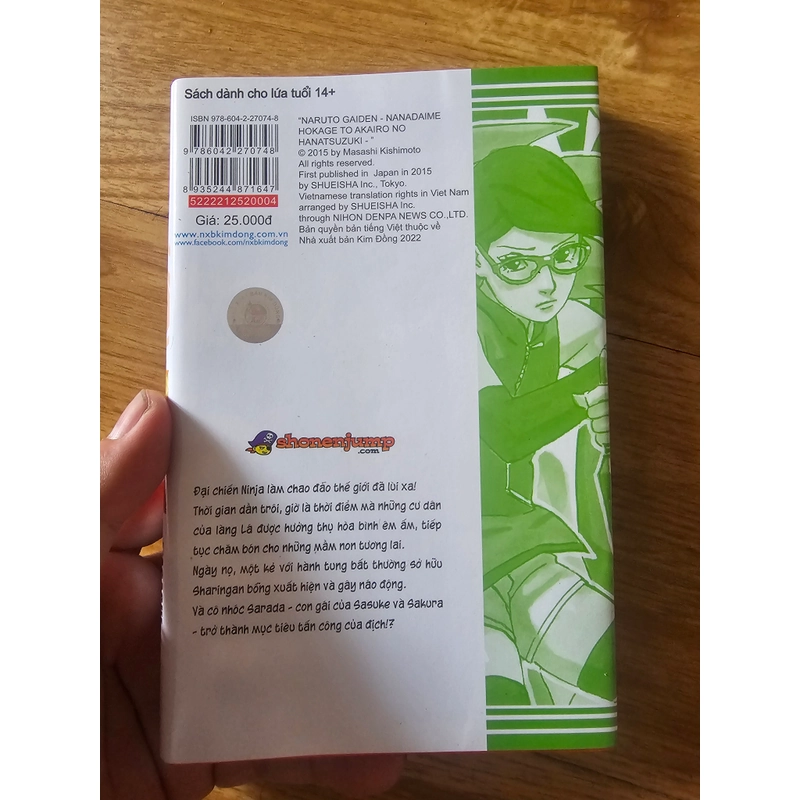 Sách dành cho lứa tuổi 14+
ISBN 978-604-2-27074-8
9 786042 270748
8 935244 871647
5222212520004
Giá: 25.000đ
www.nxbkimdong.com.vn
www.facebook.com/nxbkimdong
"NARUTO GAIDEN - NANADAIME
HOKAGE TO AKAIRO NO
HANATSUZUKI - "
© 2015 by Masashi Kishimoto
All rights reserved.
First published in Japan in 2015
by SHUEISHA Inc., Tokyo.
Vietnamese translation rights in Viet Nam
arranged by SHUEISHA Inc.
through NIHON DENPA NEWS CO.,LTD.
Bản quyền bản tiếng Việt thuộc về
Nhà xuất bản Kim Đồng 2022
shonenjump
.com
Đại chiến Ninja làm chao đảo thế giới đã lùi xa!
Thời gian dần trôi, giờ là thời điểm mà những cư dân
của làng Lá được hưởng thụ hòa bình êm ấm, tiếp
tục chăm bón cho những mầm non tương lai.
Ngày nọ, một kẻ với hành tung bất thường sở hữu
Sharingan bỗng xuất hiện và gây náo động.
Và cô nhóc Sarada - con gái của Sasuke và Sakura
- trở thành mục tiêu tấn công của địch!?